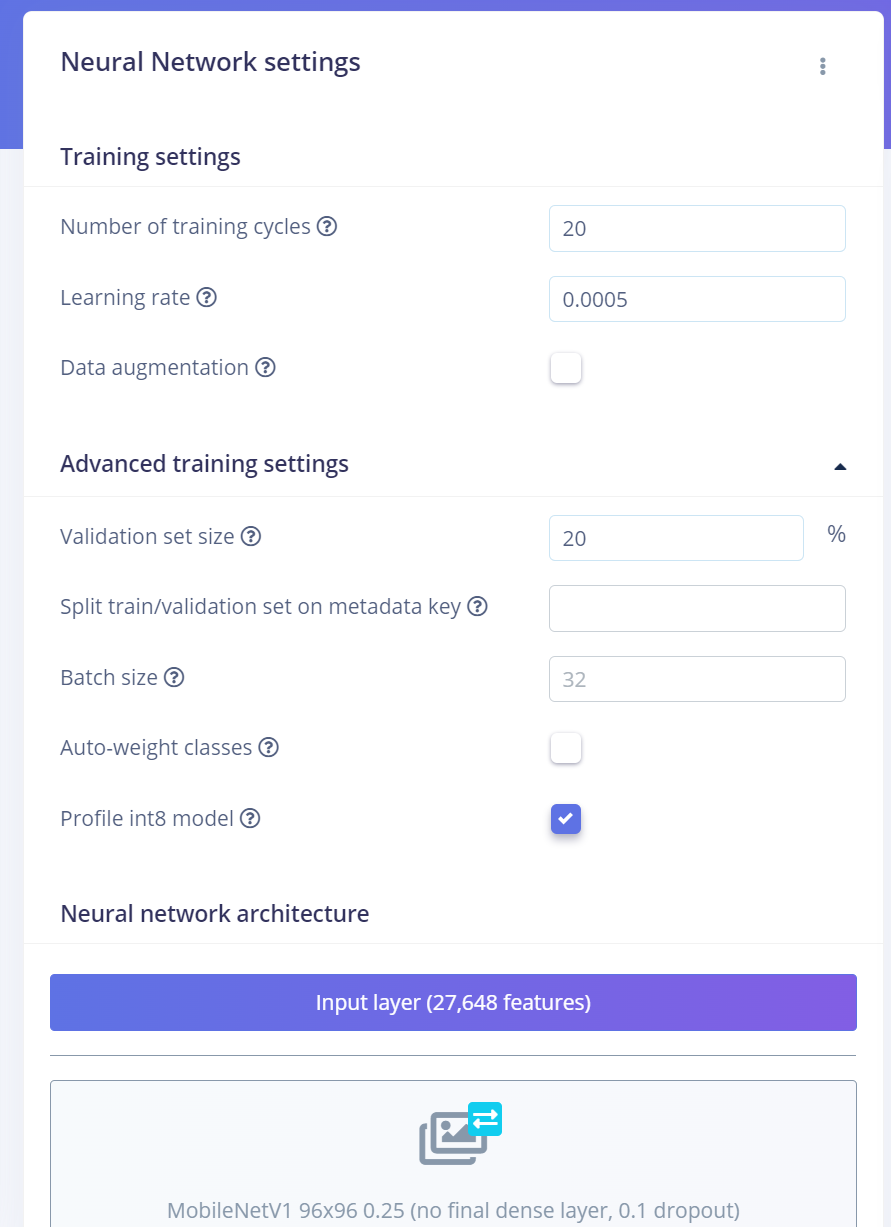 Neural Network settings
Training settings
Number of training cycles ?
20
Learning rate ?
0.0005
Data augmentation ?
Advanced training settings
Validation set size ?
20
%
Split train/validation set on metadata key ?
Batch size ?
32
Auto-weight classes ?
Profile int8 model ?
Neural network architecture
Input layer (27,648 features)
MobileNetV1 96x96 0.25 (no final dense layer, 0.1 dropout)